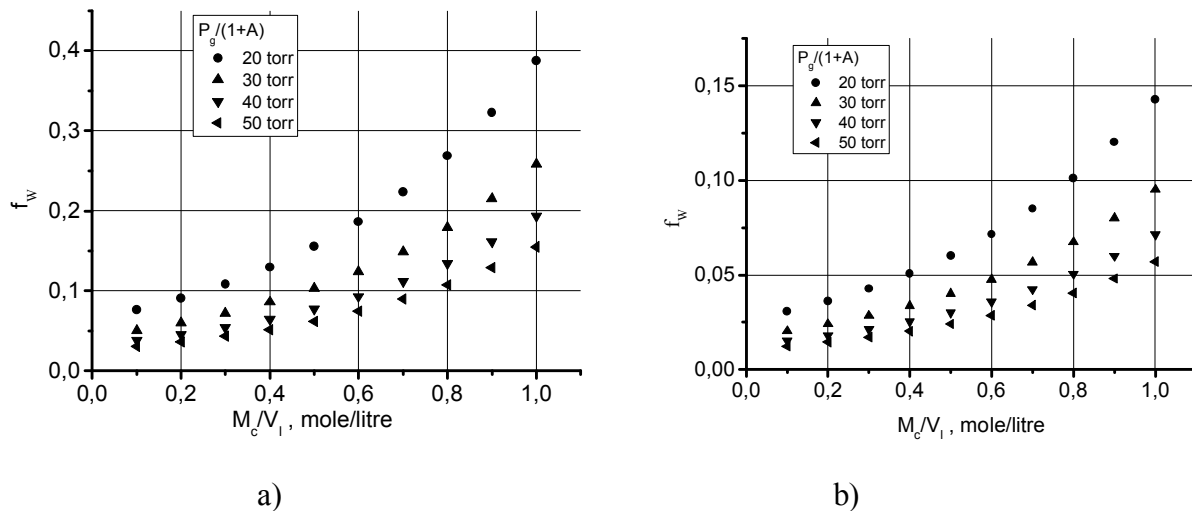 P_g/(1+A)
20 torr
30 torr
40 torr
50 torr
0,4
0,3
0,2
0,1
0,0
f_w
0,0 0,2 0,4 0,6 0,8 1,0
M_c/V_l , mole/litre
a)
P_g/(1+A)
20 torr
30 torr
40 torr
50 torr
0,15
0,10
0,05
0,00
f_w
0,0 0,2 0,4 0,6 0,8 1,0
M_c/V_l , mole/litre
b)